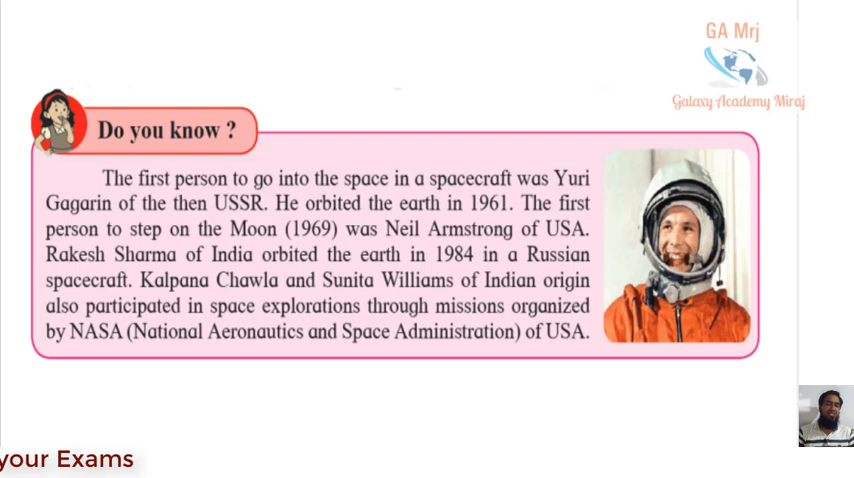 GA Mrj
Galaxy Academy Miraj
Do you know ?
The first person to go into the space in a spacecraft was Yuri
Gagarin of the then USSR. He orbited the earth in 1961. The first
person to step on the Moon (1969) was Neil Armstrong of USA.
Rakesh Sharma of India orbited the earth in 1984 in a Russian
spacecraft. Kalpana Chawla and Sunita Williams of Indian origin
also participated in space explorations through missions organized
by NASA (National Aeronautics and Space Administration) of USA.
your Exams